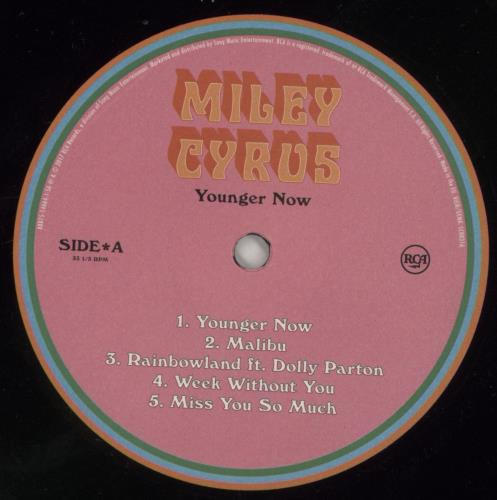 MILEY
CYRUS
Younger Now
SIDE*A
33 1/3 RPM
RCA
1. Younger Now
2. Malibu
3. Rainbowland ft. Dolly Parton
4. Week Without You
5. Miss You So Much